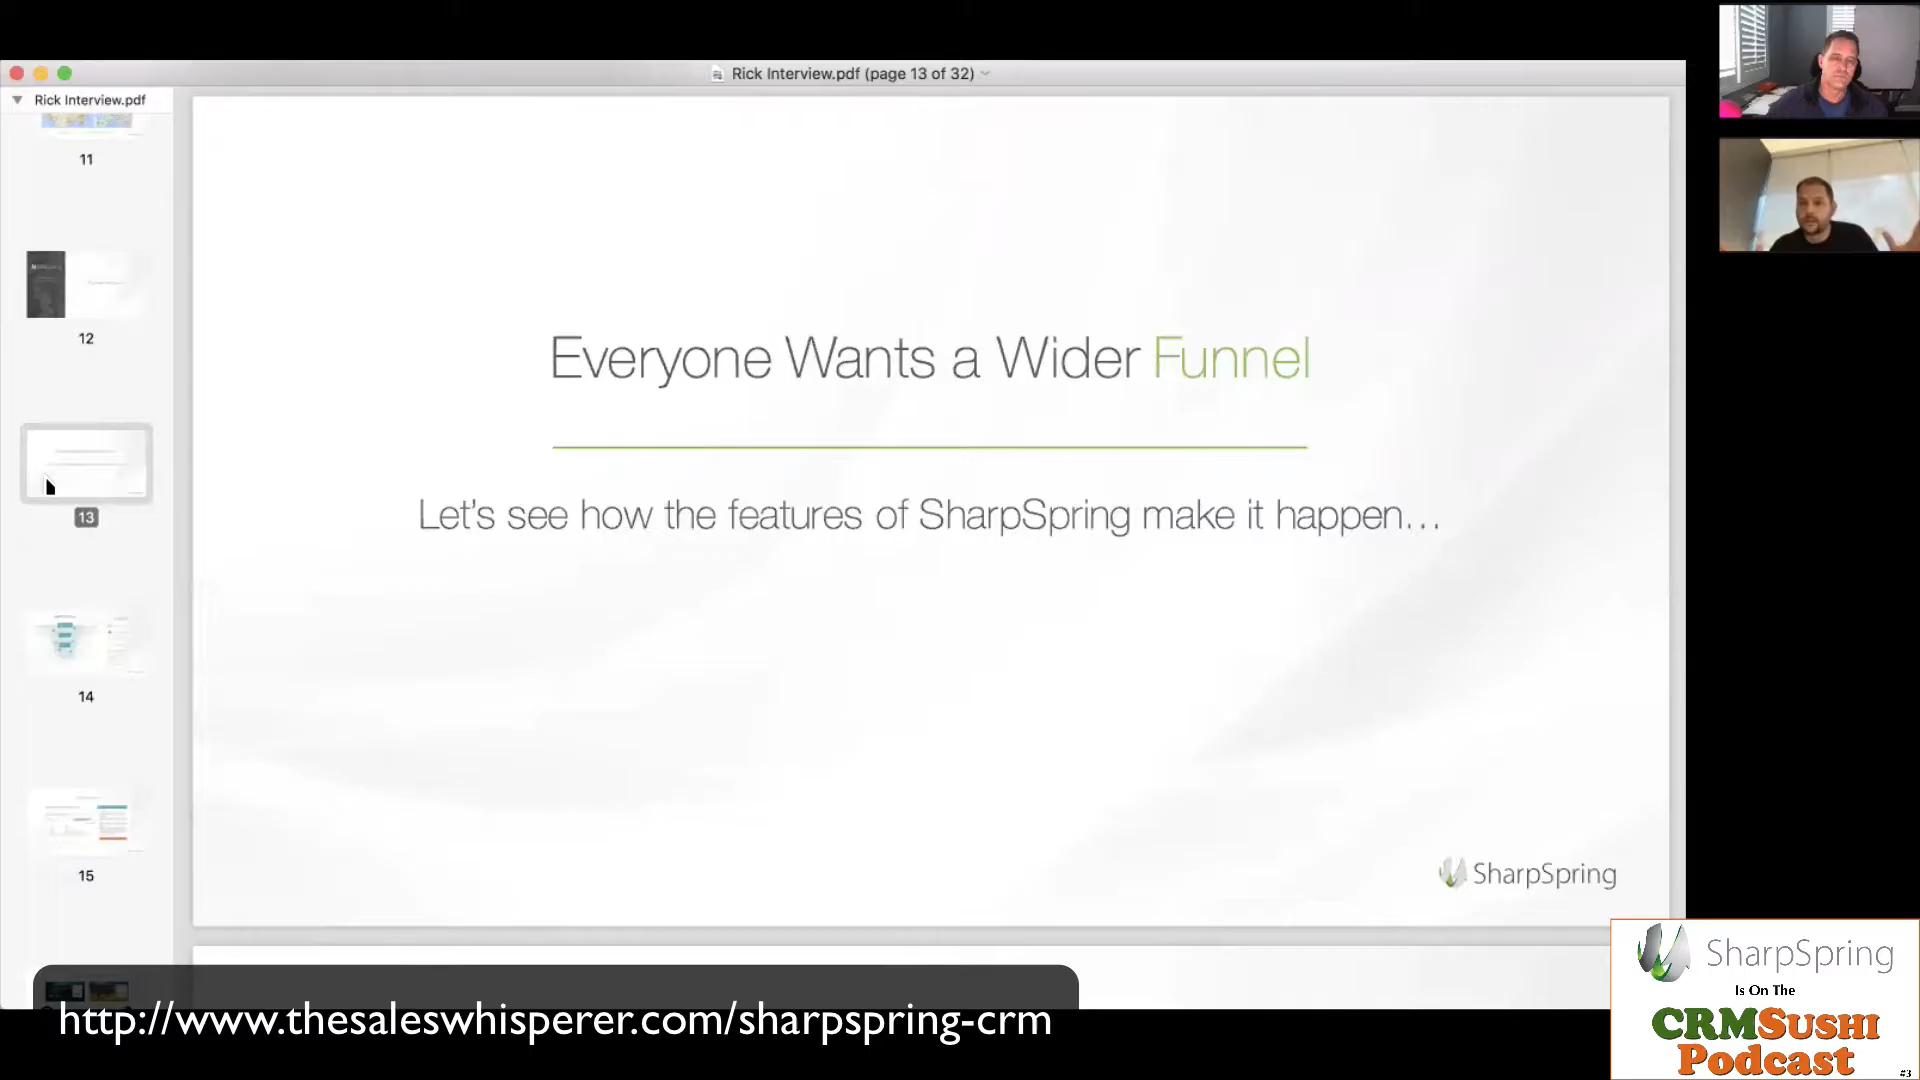 Rick Interview.pdf (page 13 of 32)
Rick Interview.pdf
11
12
13
14
15
Everyone Wants a Wider Funnel
Let's see how the features of SharpSpring make it happen...
SharpSpring
http://www.thesaleswhisperer.com/sharpspring-crm
SharpSpring
Is On The
CRMSUSHI
Podcast
#3